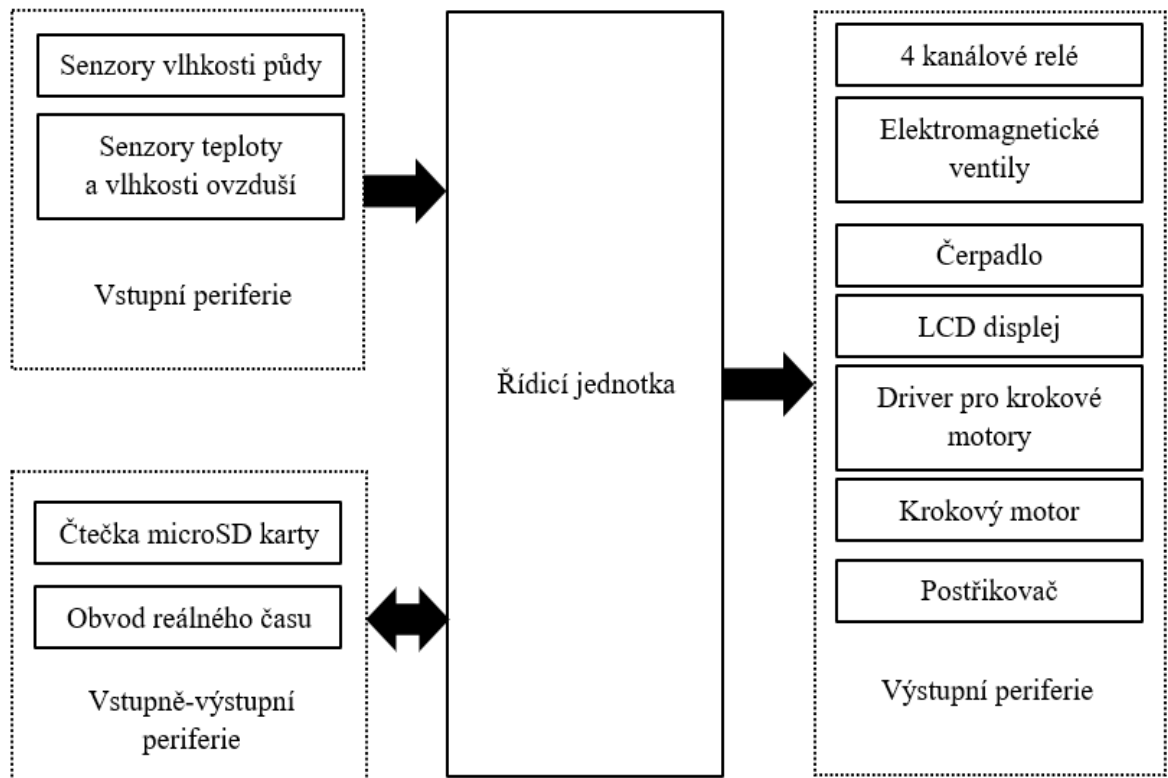 Senzory vlhkosti půdy
Senzory teploty
a vlhkosti ovzduší
Vstupní periferie
Čtečka microSD karty
Obvod reálného času
Vstupně-výstupní
periferie
Řídicí jednotka
4 kanálové relé
Elektromagnetické
ventily
Čerpadlo
LCD displej
Driver pro krokové
motory
Krokový motor
Postřikovač
Výstupní periferie